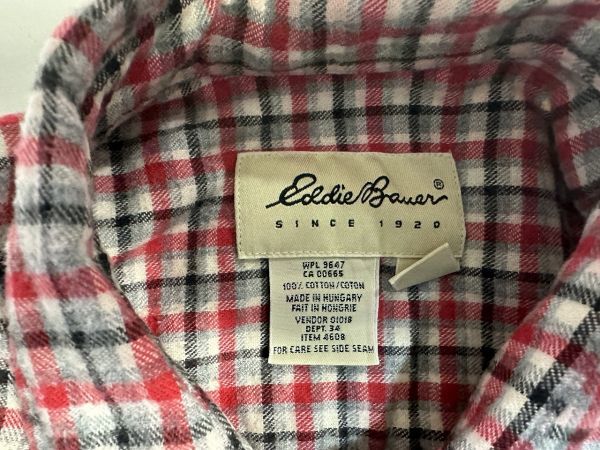 Eddie Bauer®
SINCE 1920
WPL 9647
CA 00665
100% COTTON/COTON
MADE IN HUNGARY
FAIT IN HONGRIE
VENDOR 01018
DEPT. 34
ITEM 4608
FOR CARE SEE SIDE SEAM